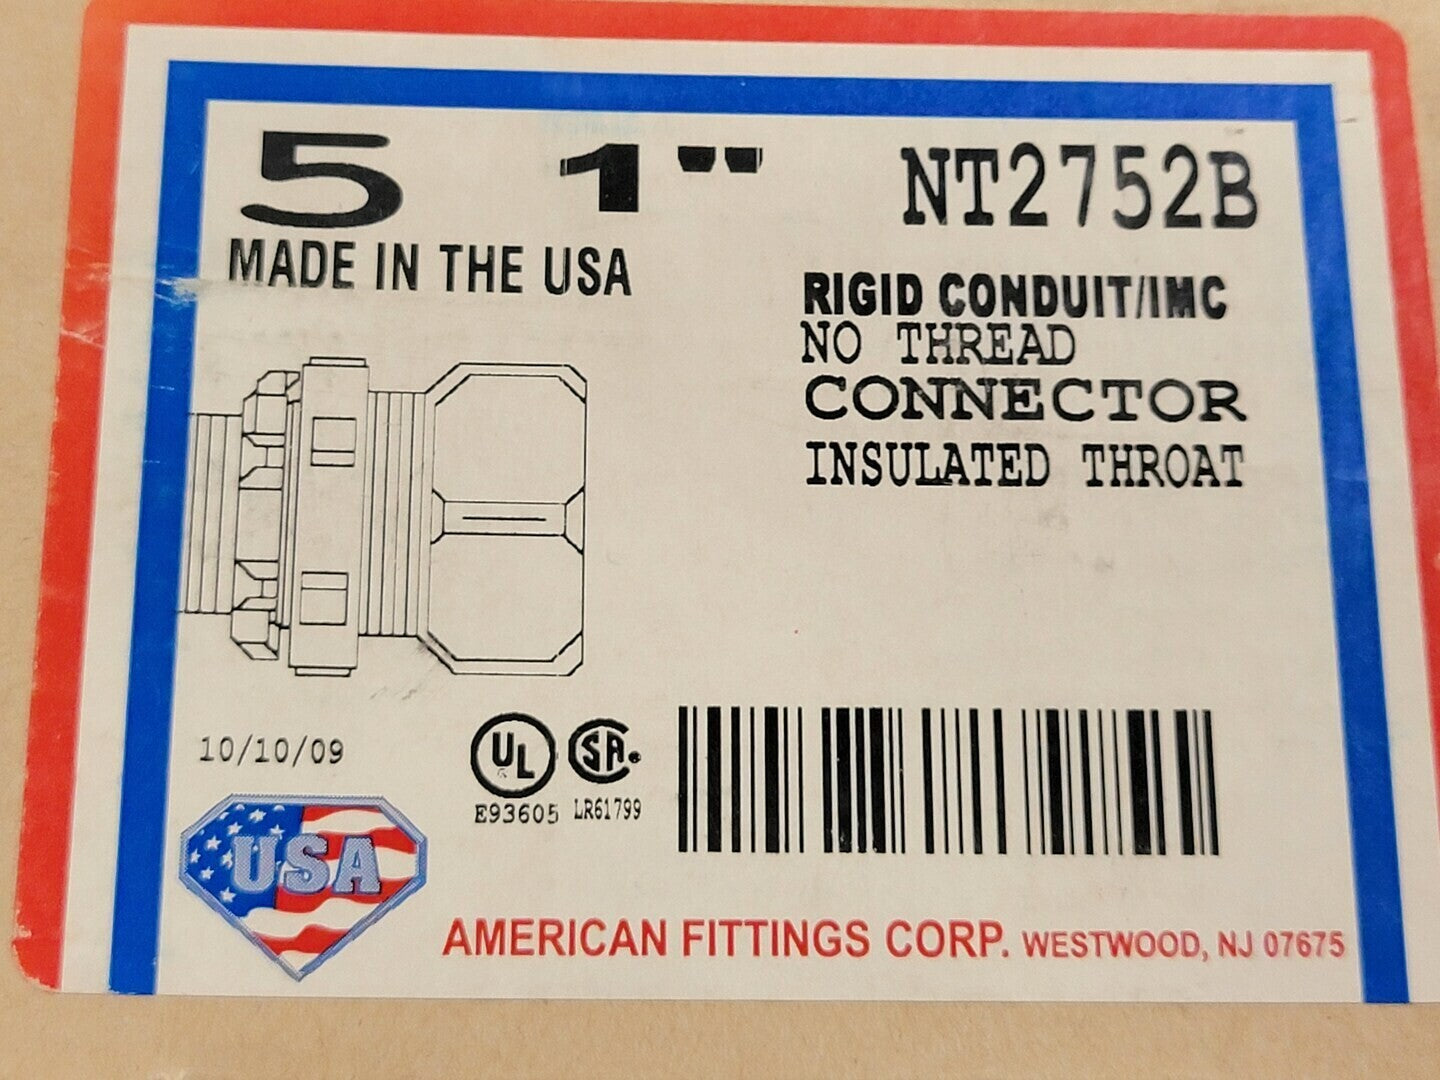 5 1" NT2752B
MADE IN THE USA
RIGID CONDUIT/IMC
NO THREAD
CONNECTOR
INSULATED THROAT
10/10/09
UL
SA
E93605 LR61799
USA
AMERICAN FITTINGS CORP. WESTWOOD, NJ 07675